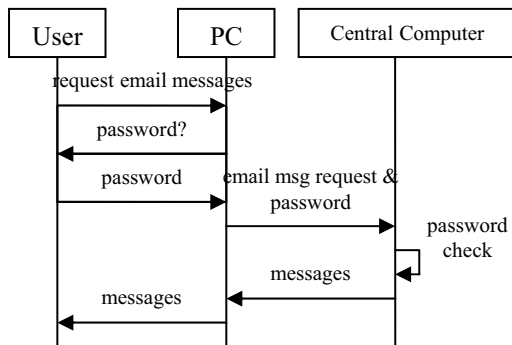 User
PC
Central Computer
request email messages
password?
password
email msg request &
password
password
check
messages
messages